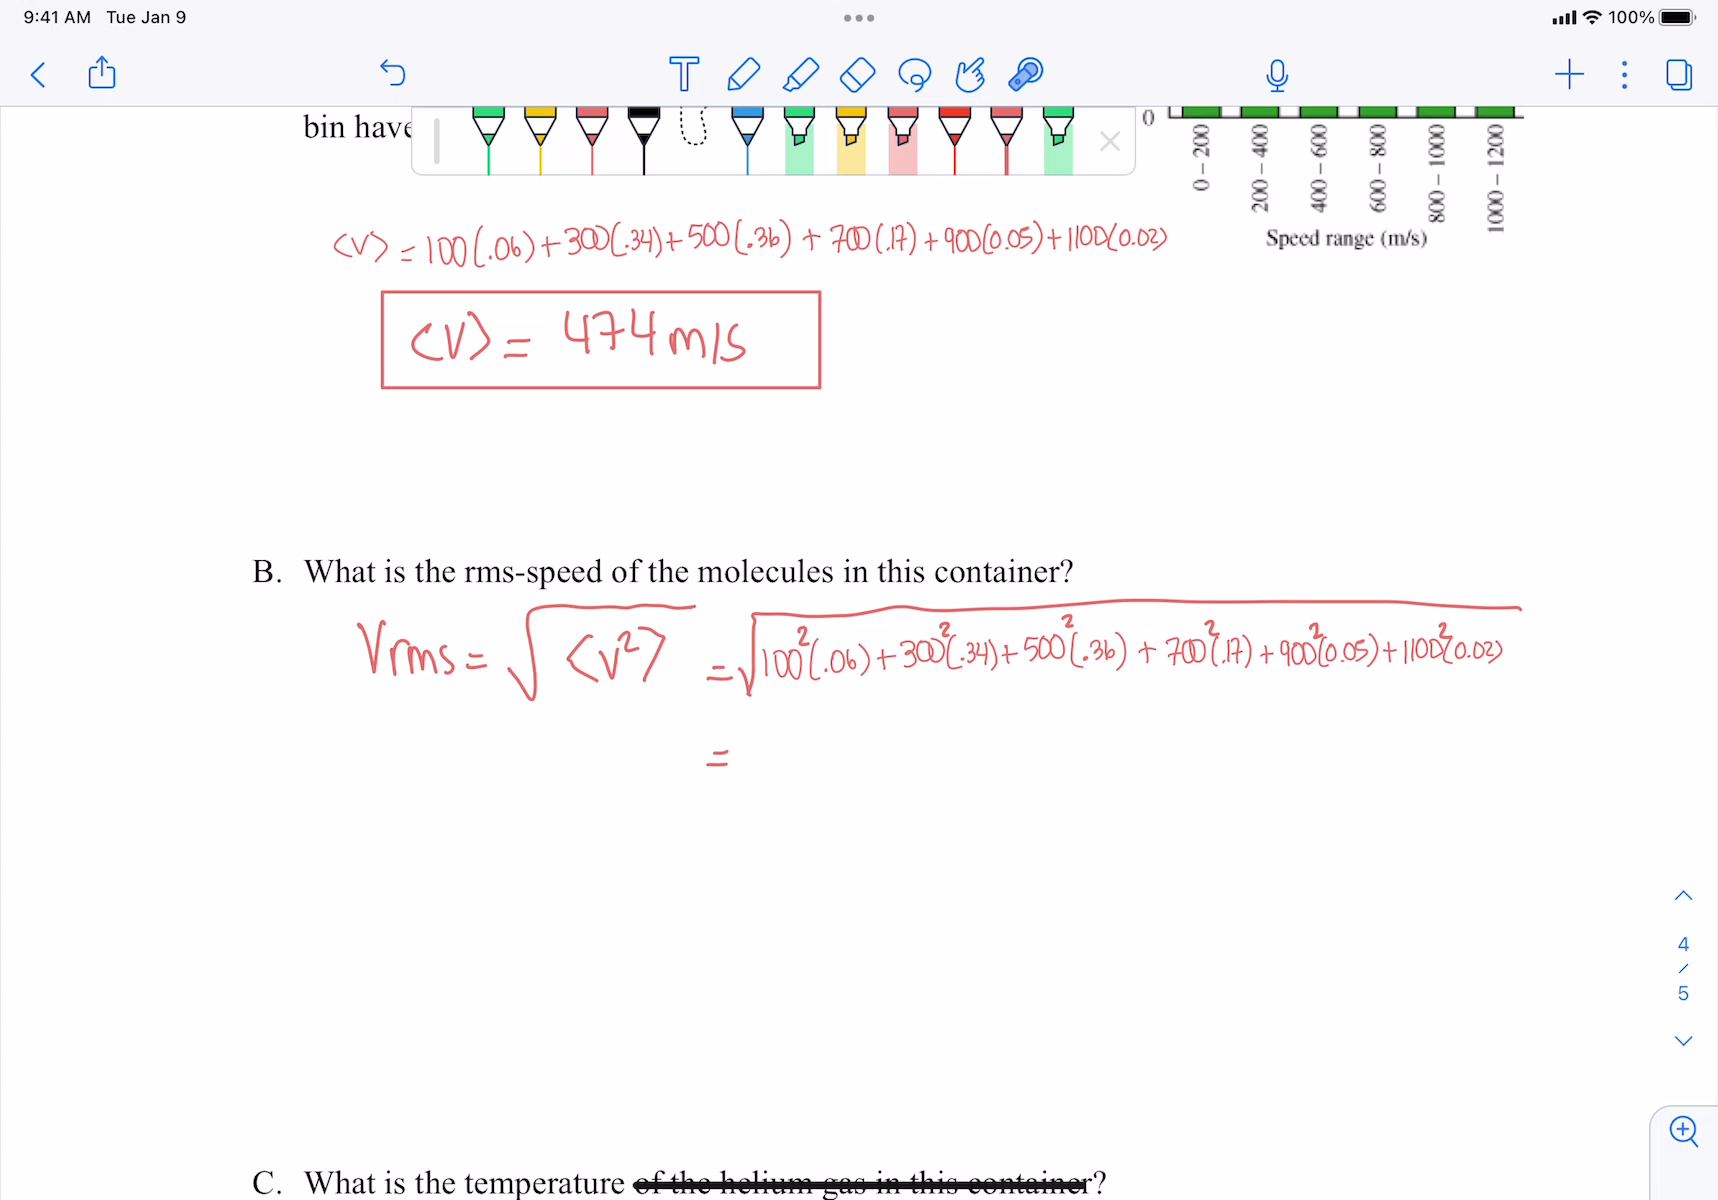 9:41 AM Tue Jan 9
100%
bin have
0
0 – 200
200 – 400
400 – 600
600 – 800
800 – 1000
1000 – 1200
Speed range (m/s)
<V> = 100(.06)+300(.34)+500(.36)+700(.17)+900(0.05)+1100(0.02)
<V> = 474 m/s
B. What is the rms-speed of the molecules in this container?
Vrms = √<V²> = √100²(.06)+300²(.34)+500²(.36)+700²(.17)+900²(0.05)+1100²(0.02)
=
4
/
5
C. What is the temperature of the helium gas in this container?